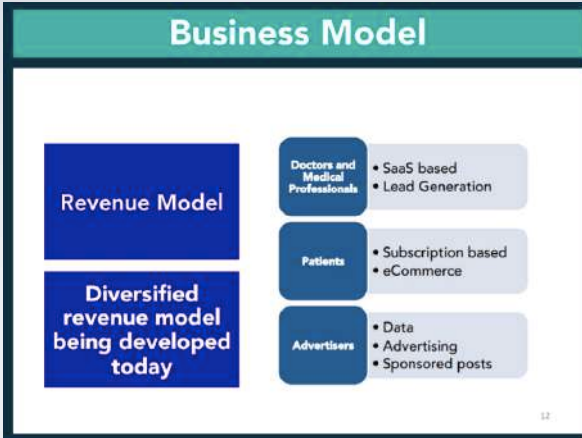 Business Model
Revenue Model
Diversified
revenue model
being developed
today
Doctors and
Medical
Professionals
• SaaS based
• Lead Generation
Patients
• Subscription based
• eCommerce
Advertisers
• Data
• Advertising
• Sponsored posts
12